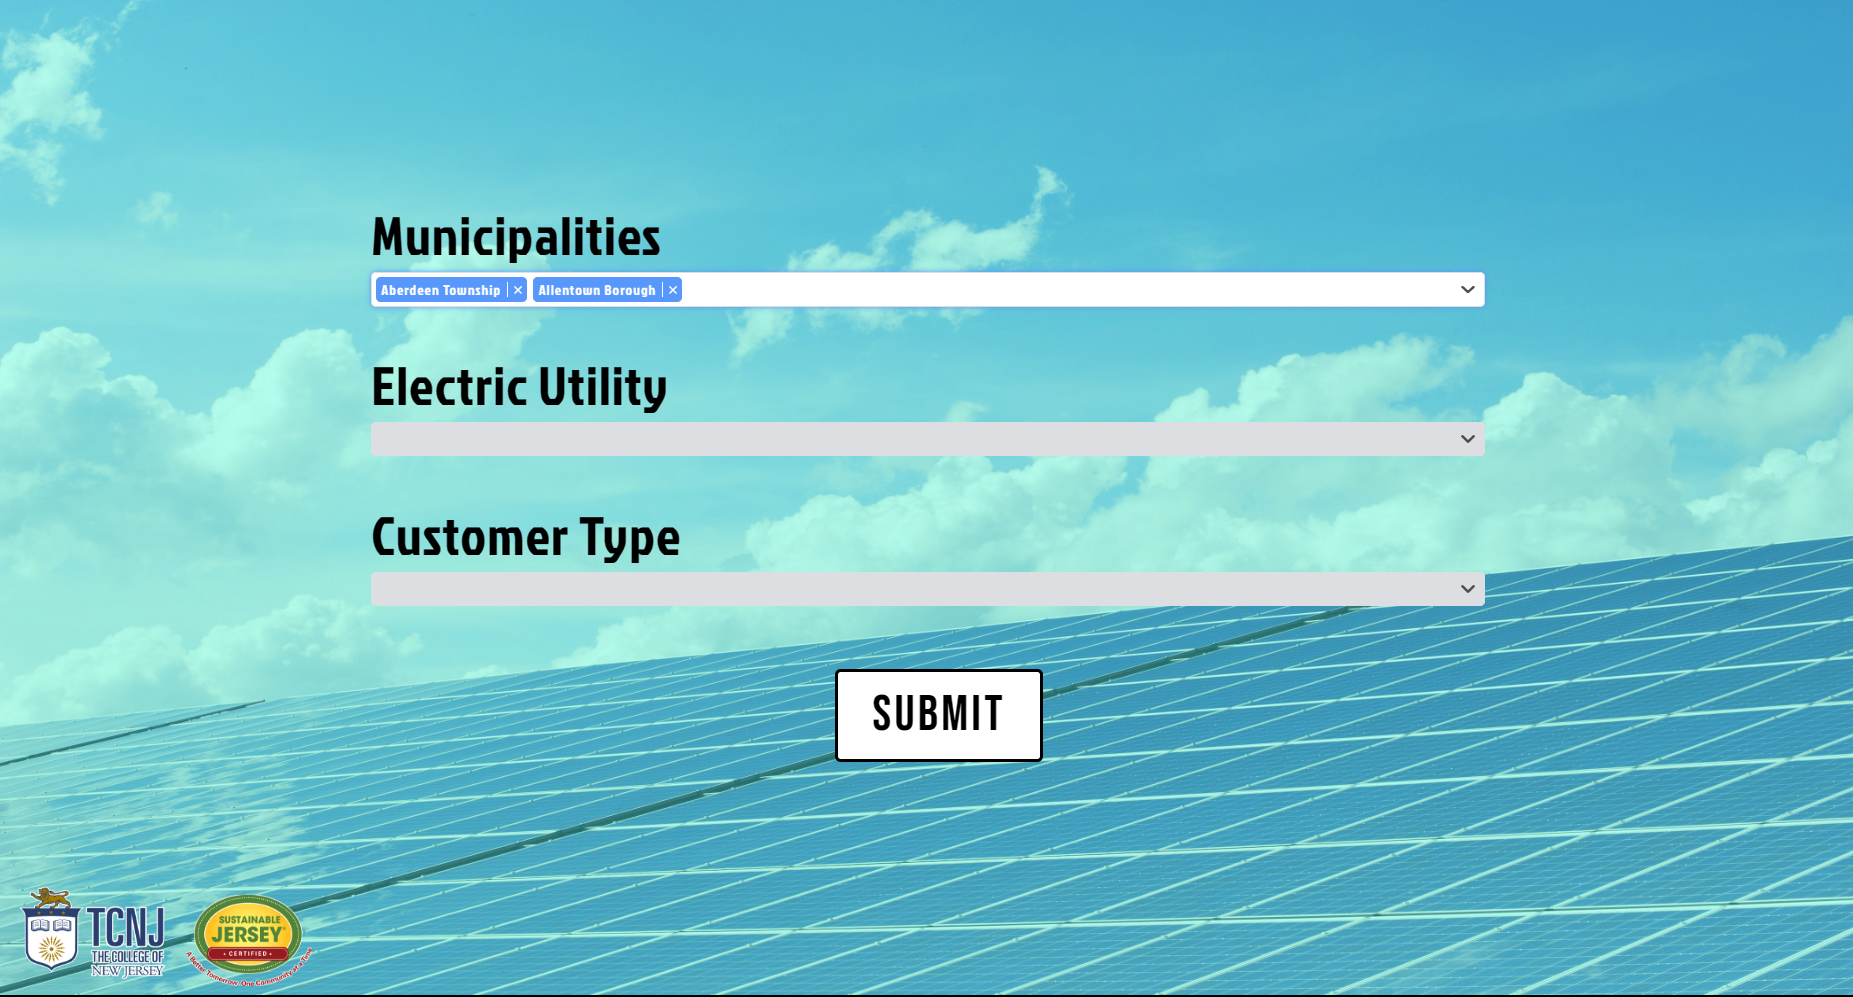 Municipalities
Aberdeen Township × Allentown Borough ×
Electric Utility
Customer Type
SUBMIT
TCNJ
THE COLLEGE OF
NEW JERSEY
SUSTAINABLE
JERSEY
• CERTIFIED •
A Better Tomorrow, One Community at a Time